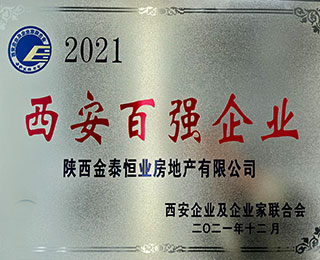 2021
西安百强企业
陕西金泰恒业房地产有限公司
西安企业及企业家联合会
二〇二一年十二月